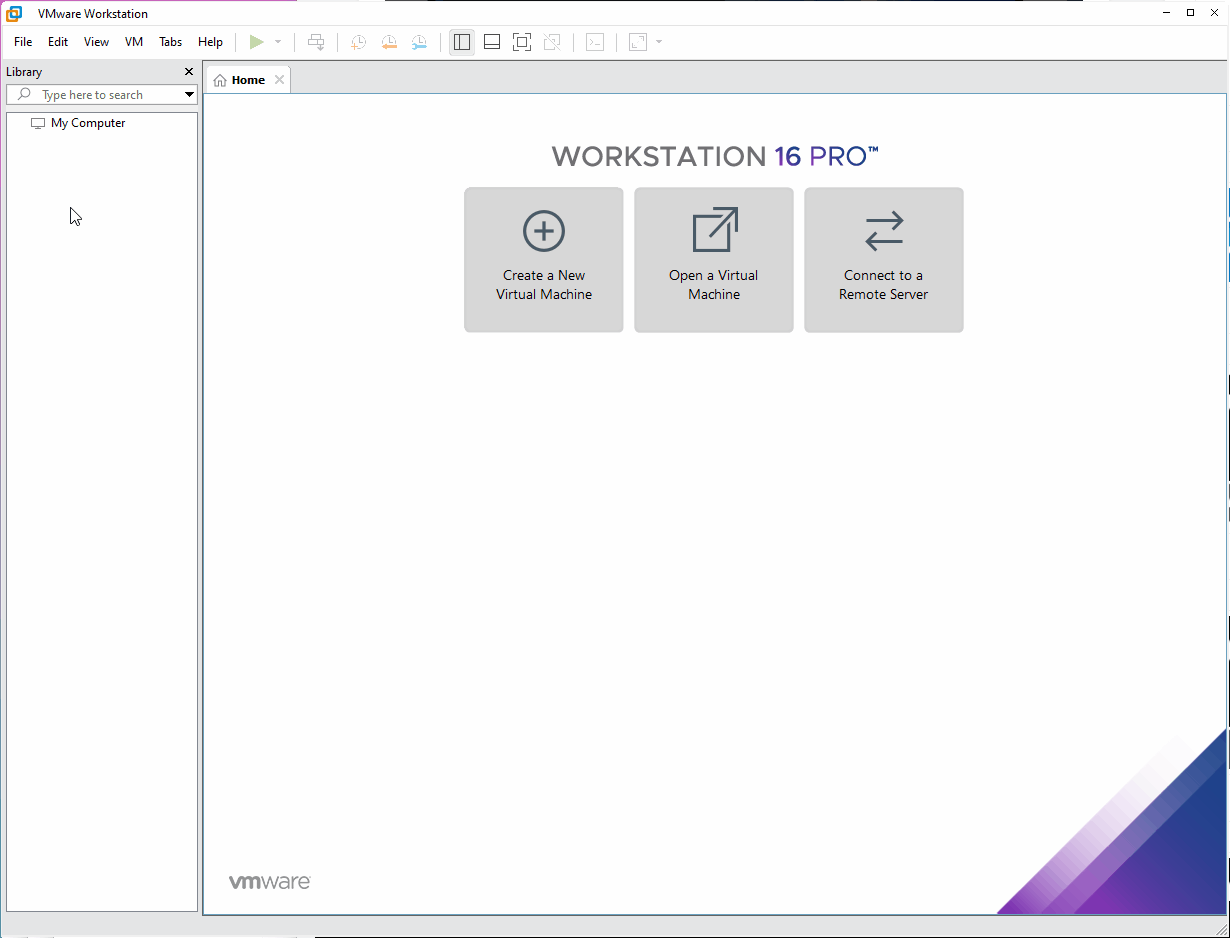 VMware Workstation
File Edit View VM Tabs Help
Library
Type here to search
My Computer
Home
WORKSTATION 16 PRO™
Create a New
Virtual Machine
Open a Virtual
Machine
Connect to a
Remote Server
vmware